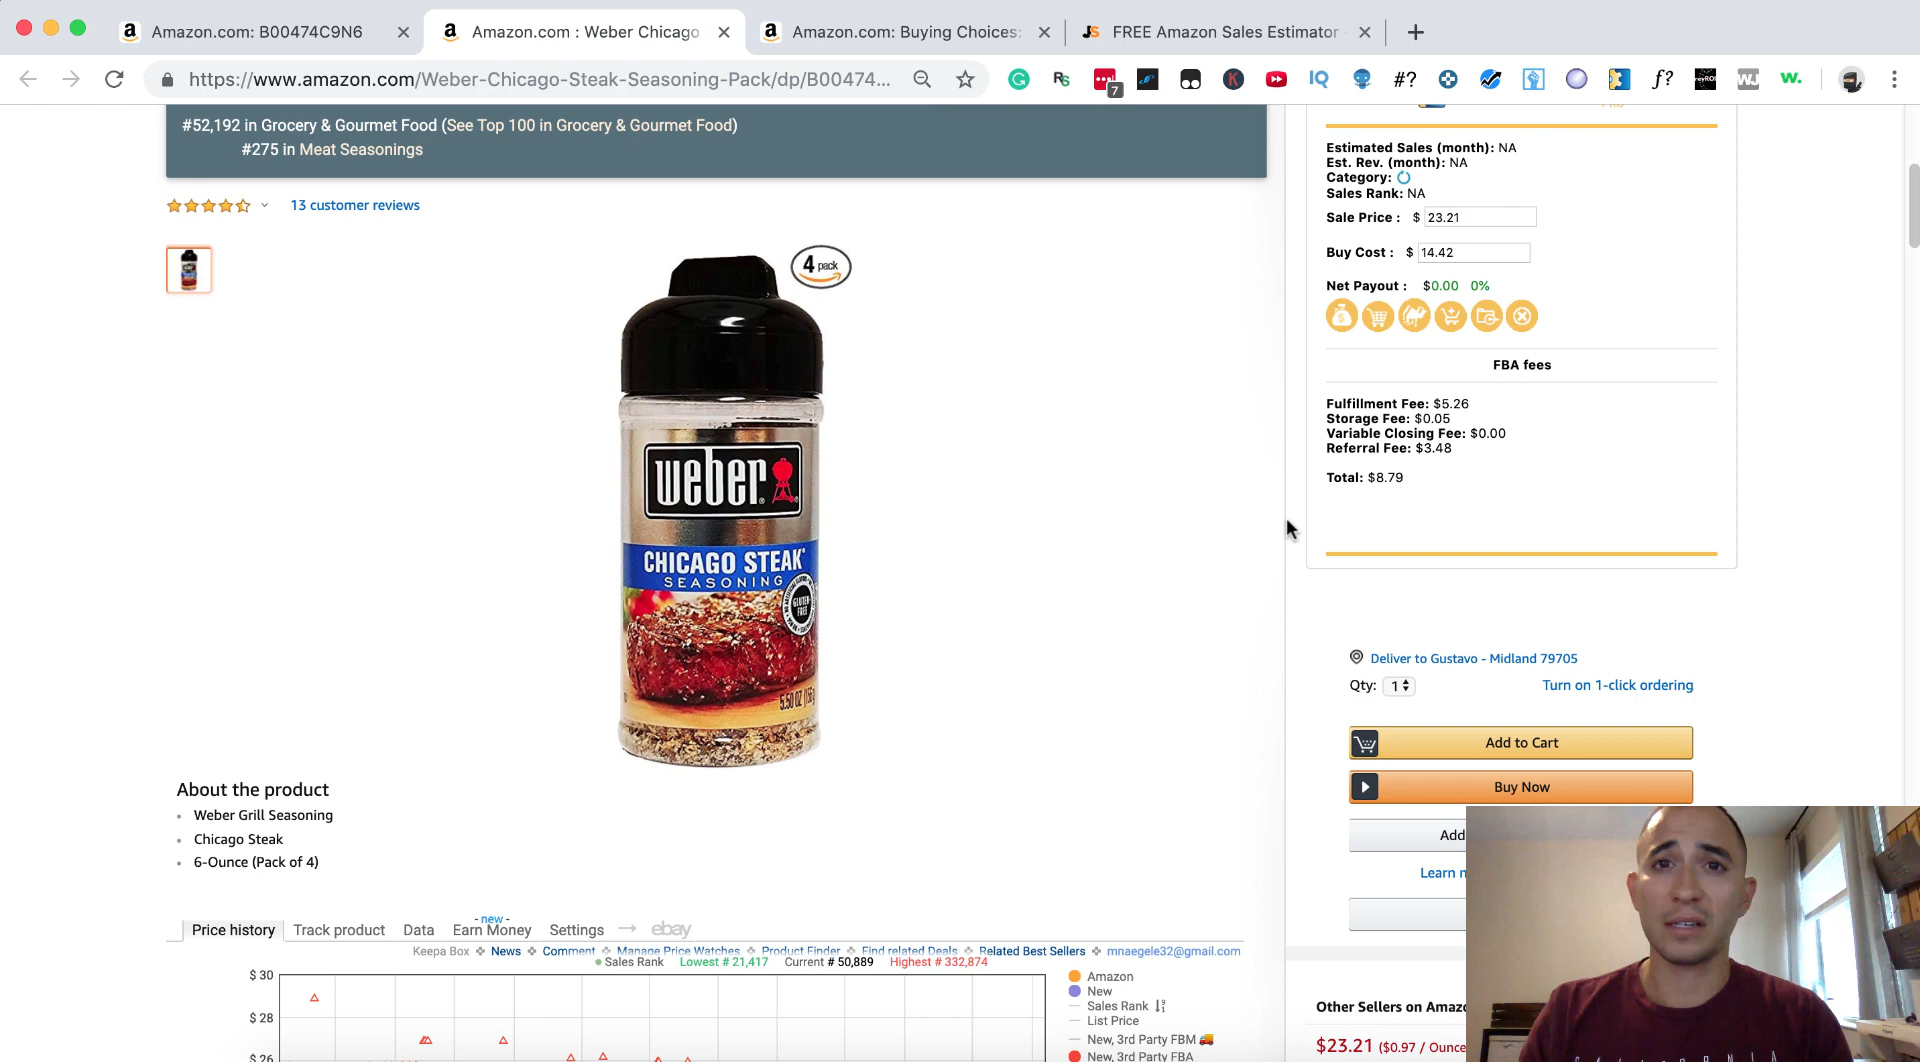 Amazon.com: B00474C9N6
Amazon.com : Weber Chicago
Amazon.com: Buying Choices:
FREE Amazon Sales Estimator
https://www.amazon.com/Weber-Chicago-Steak-Seasoning-Pack/dp/B00474...
7
#52,192 in Grocery & Gourmet Food (See Top 100 in Grocery & Gourmet Food)
#275 in Meat Seasonings
13 customer reviews
4 pack
weber
CHICAGO STEAK
SEASONING
GLUTEN-
FREE
5.50 OZ
About the product
Weber Grill Seasoning
Chicago Steak
6-Ounce (Pack of 4)
Price history Track product Data Earn Money Settings ebay
- new -
Keepa Box News Comment Manage Price Watches Product Finder Find related Deals Related Best Sellers mnaegele32@gmail.com
Sales Rank Lowest # 21,417 Current # 50,889 Highest # 332,874
$ 30
$ 28
$ 26
Amazon
New
Sales Rank
List Price
New, 3rd Party FBM
New, 3rd Party FBA
Estimated Sales (month): NA
Est. Rev. (month): NA
Category:
Sales Rank: NA
Sale Price : $ 23.21
Buy Cost : $ 14.42
Net Payout : $0.00 0%
FBA fees
Fulfillment Fee: $5.26
Storage Fee: $0.05
Variable Closing Fee: $0.00
Referral Fee: $3.48
Total: $8.79
Deliver to Gustavo - Midland 79705
Qty: 1
Turn on 1-click ordering
Add to Cart
Buy Now
Add
Learn
Other Sellers on Amazo
$23.21 ($0.97 / Ounce